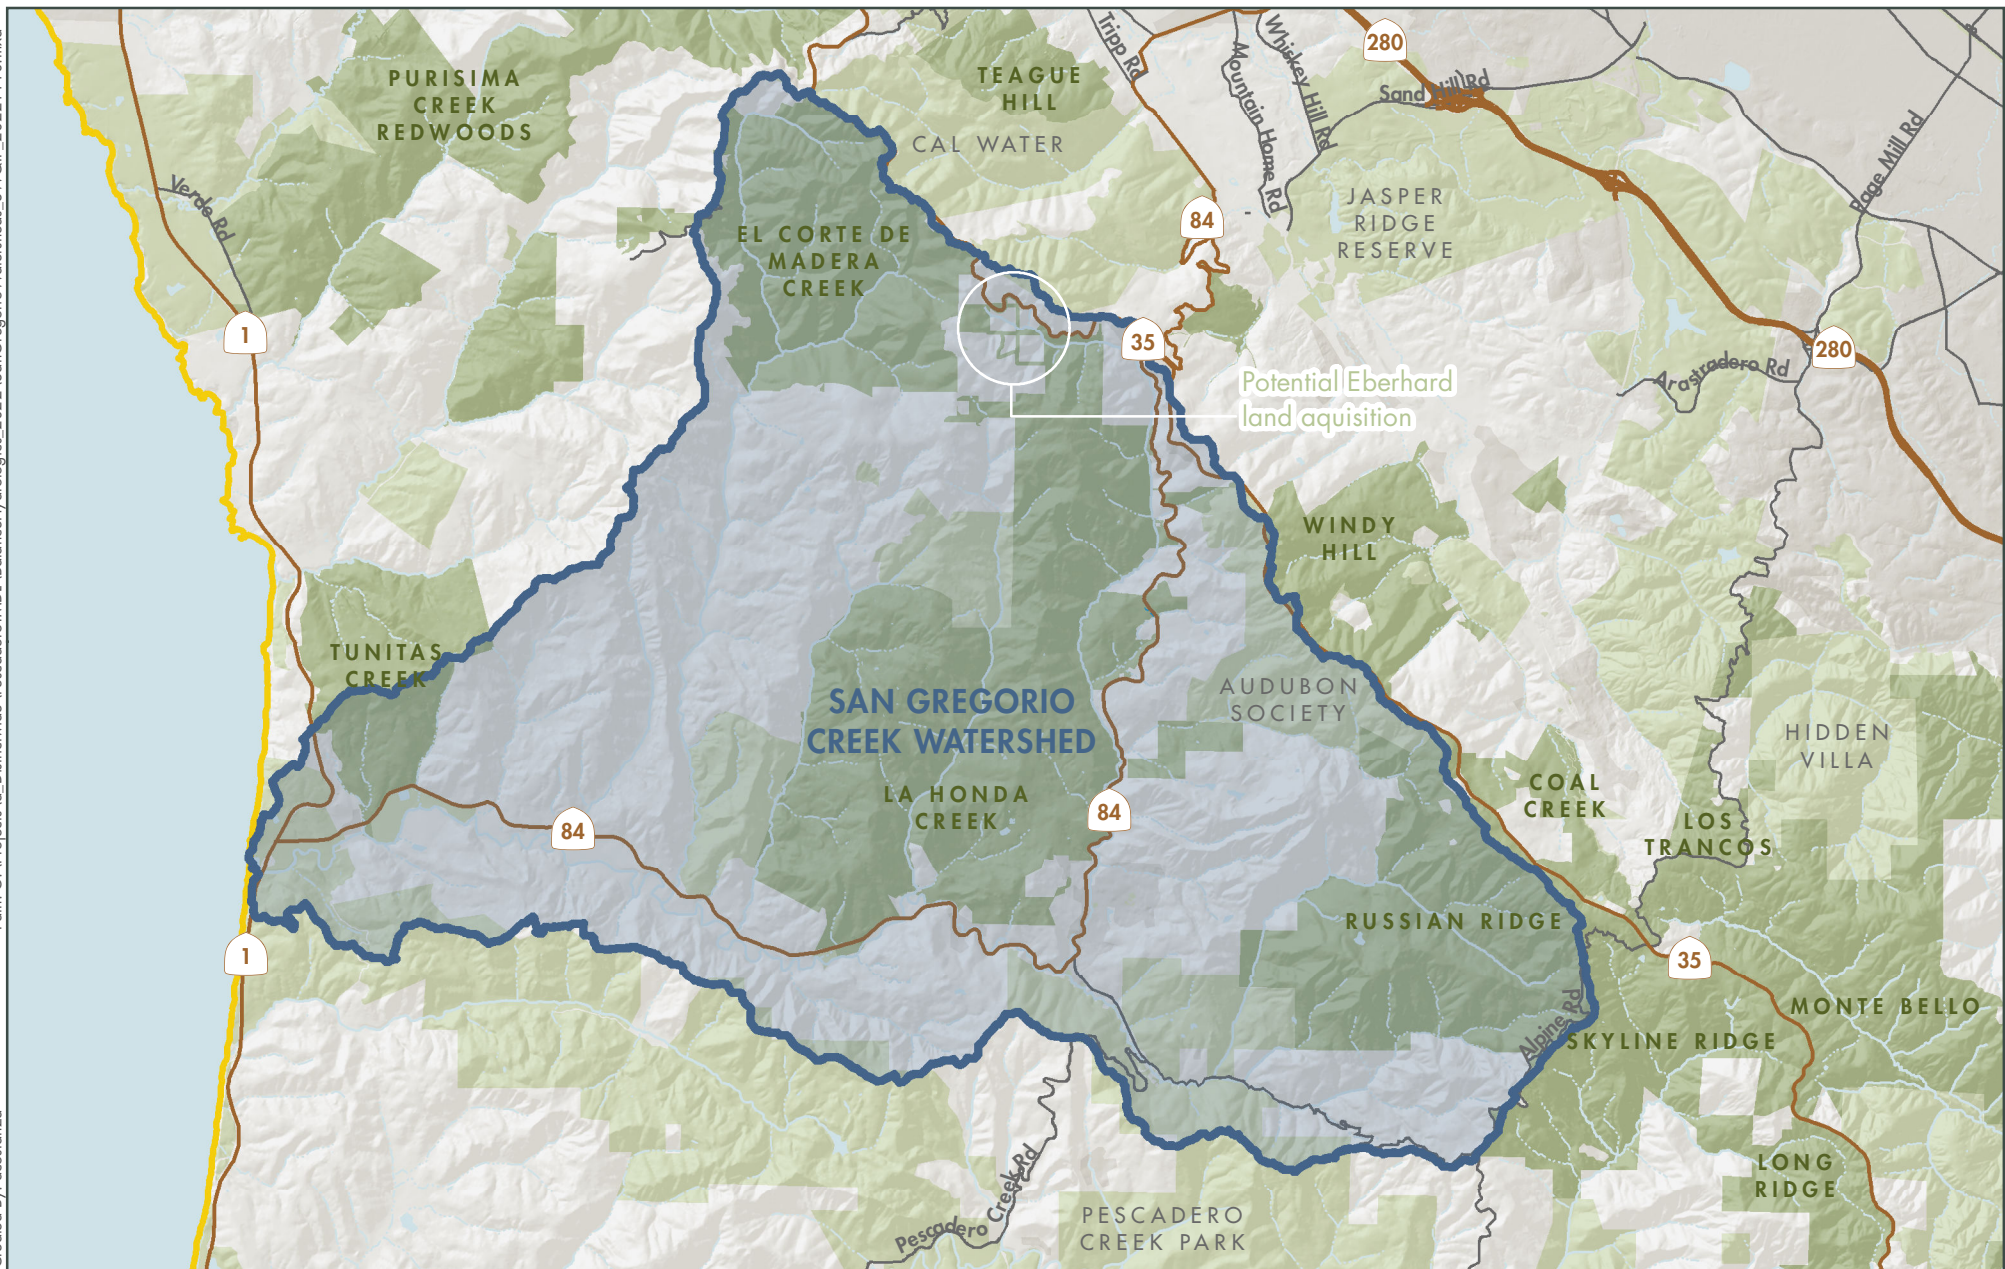 PURISIMA
CREEK
REDWOODS
TEAGUE
HILL
CAL WATER
Tripp Rd
Mountain Home Rd
Whiskey Hill Rd
280
Sand Hill Rd
Page Mill Rd
Verde Rd
JASPER
RIDGE
RESERVE
84
EL CORTE DE
MADERA
CREEK
1
35
280
Arastradero Rd
Potential Eberhard
land aquisition
WINDY
HILL
TUNITAS
CREEK
SAN GREGORIO
CREEK WATERSHED
AUDUBON
SOCIETY
HIDDEN
VILLA
LA HONDA
CREEK
COAL
CREEK
LOS
TRANCOS
84
84
RUSSIAN RIDGE
1
35
MONTE BELLO
Alpine Rd
SKYLINE RIDGE
LONG
RIDGE
Pescadero Creek Rd
PESCADERO
CREEK PARK